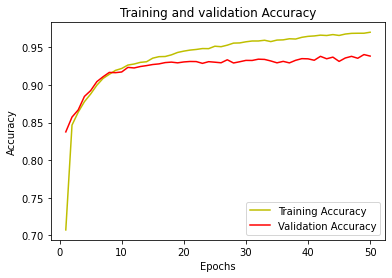 Training and validation Accuracy
0.95
0.90
0.85
0.80
0.75
0.70
Accuracy
Training Accuracy
Validation Accuracy
0 10 20 30 40 50
Epochs